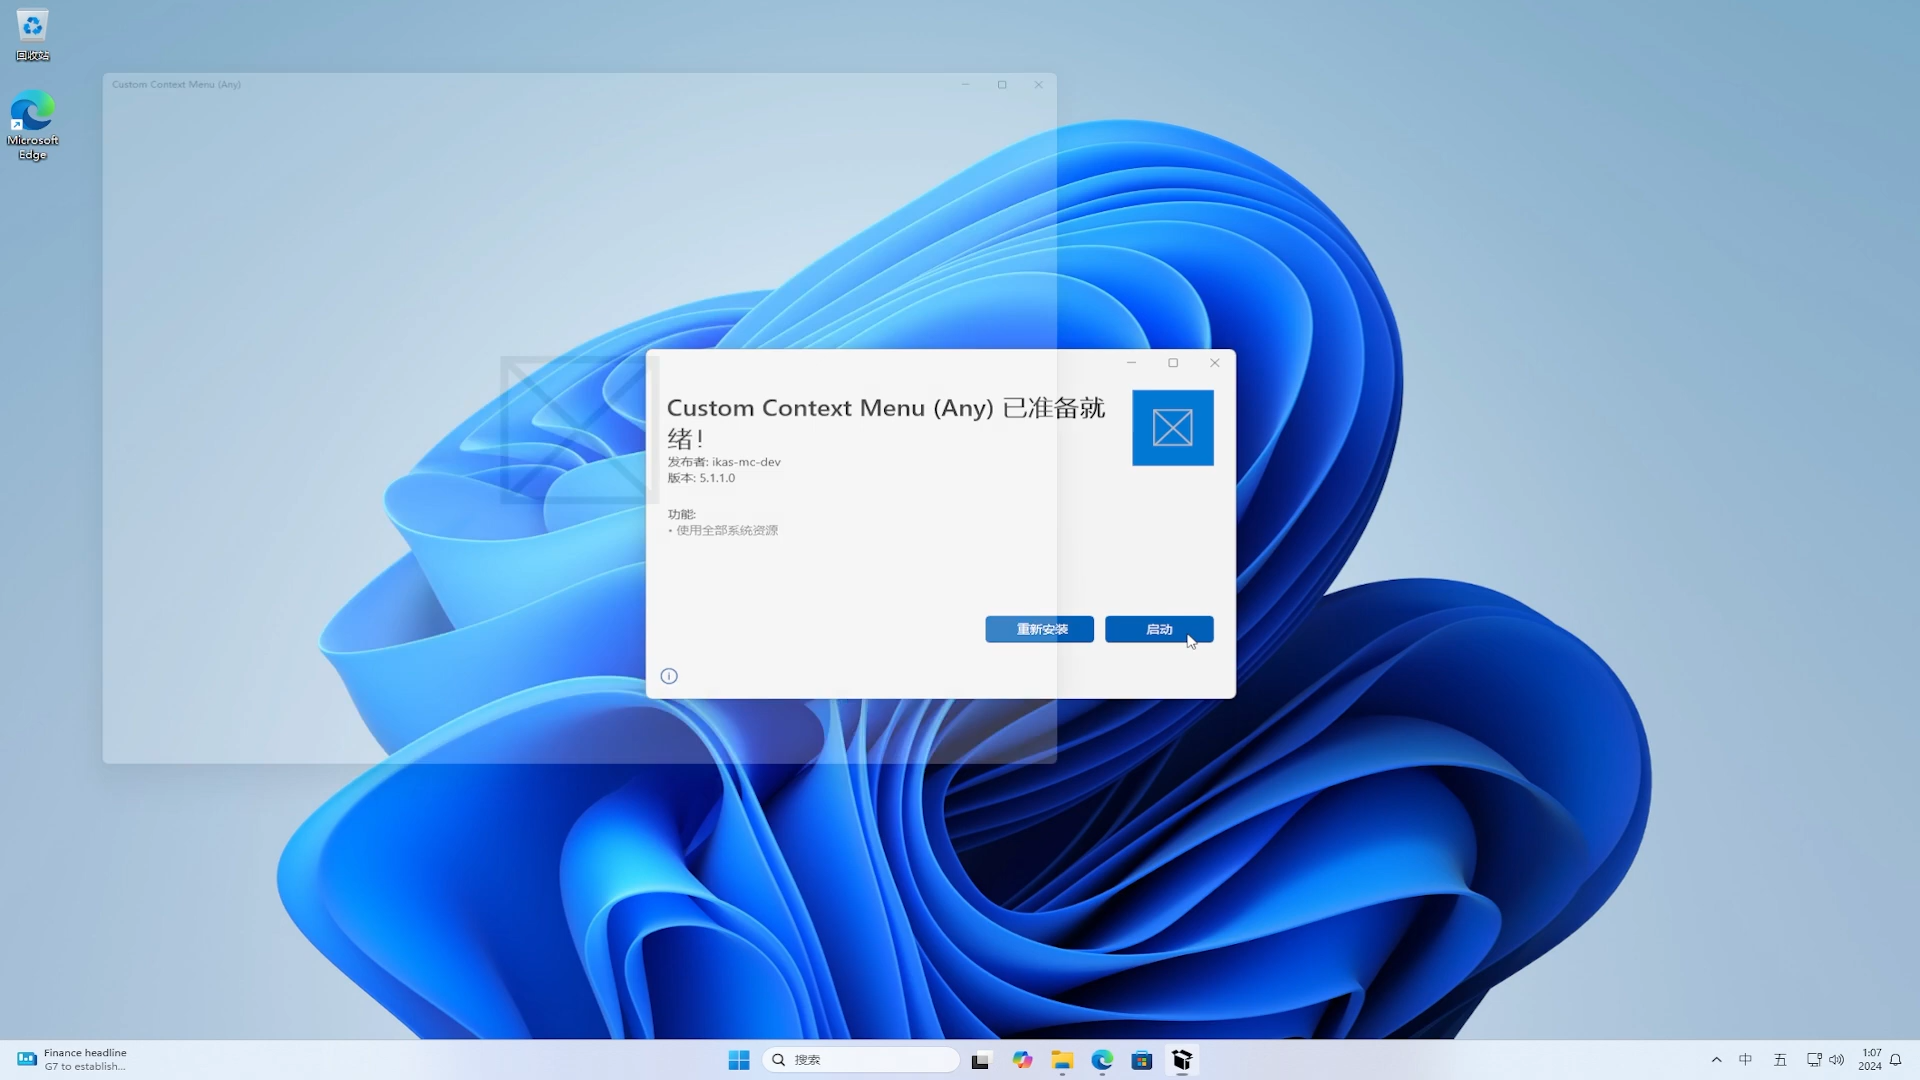 回收站
Microsoft
Edge
Custom Context Menu (Any)
Custom Context Menu (Any) 已准备就
绪！
发布者: ikas-mc-dev
版本: 5.1.1.0
功能:
• 使用全部系统资源
重新安装
启动
Finance headline
G7 to establish...
搜索
中
五
1:07
2024